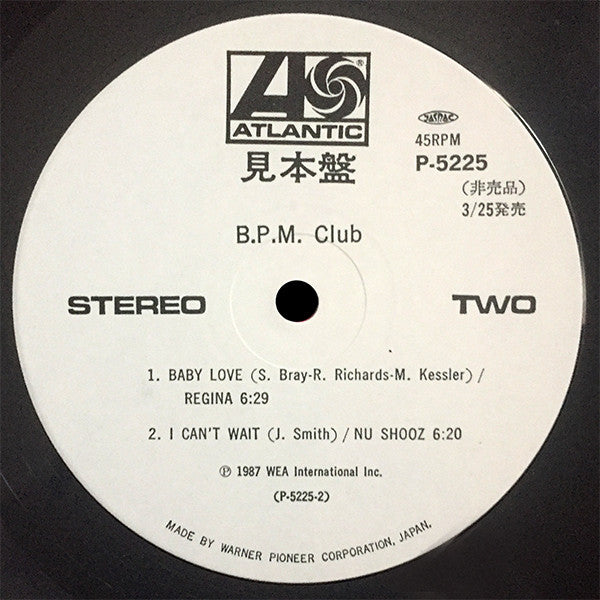 ATLANTIC ®
見本盤
JASRAC
45RPM
P-5225
(非売品)
3/25発売
B.P.M. Club
STEREO
TWO
1. BABY LOVE (S. Bray-R. Richards-M. Kessler) /
REGINA 6:29
2. I CAN'T WAIT (J. Smith) / NU SHOOZ 6:20
℗ 1987 WEA International Inc.
(P-5225-2)
MADE BY WARNER PIONEER CORPORATION, JAPAN.